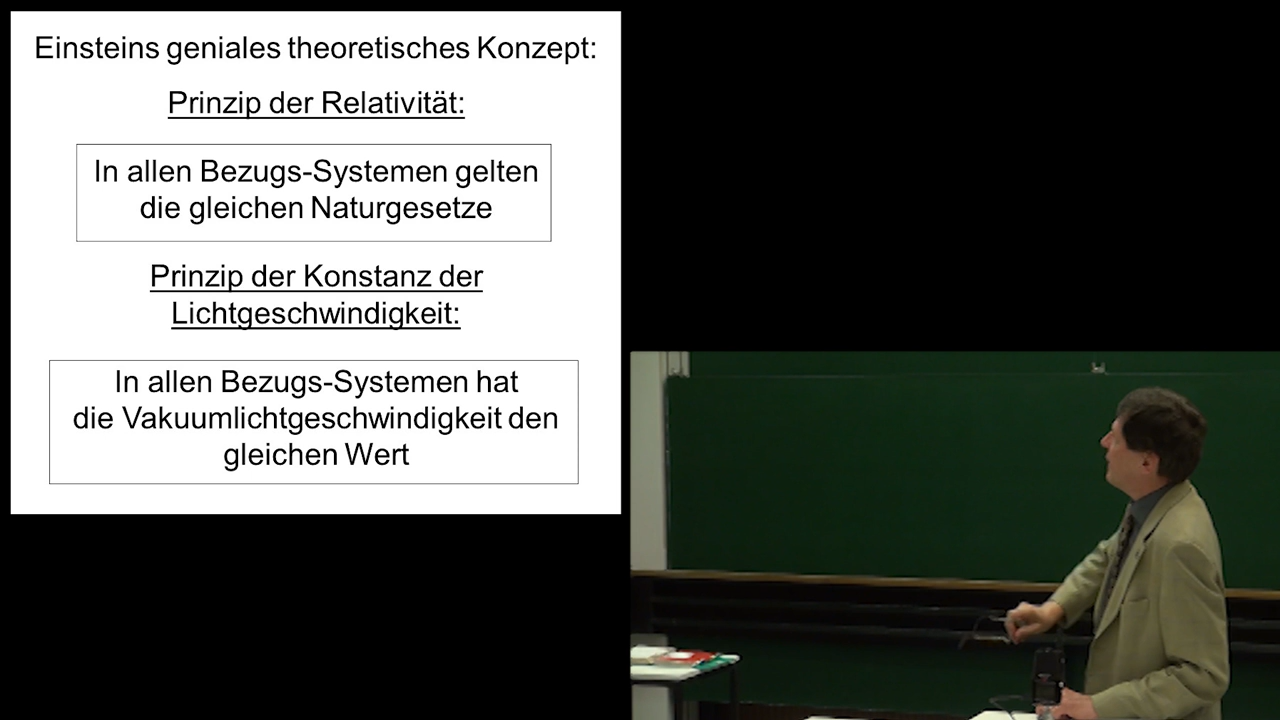 Einsteins geniales theoretisches Konzept:
Prinzip der Relativität:
In allen Bezugs-Systemen gelten
die gleichen Naturgesetze
Prinzip der Konstanz der
Lichtgeschwindigkeit:
In allen Bezugs-Systemen hat
die Vakuumlichtgeschwindigkeit den
gleichen Wert